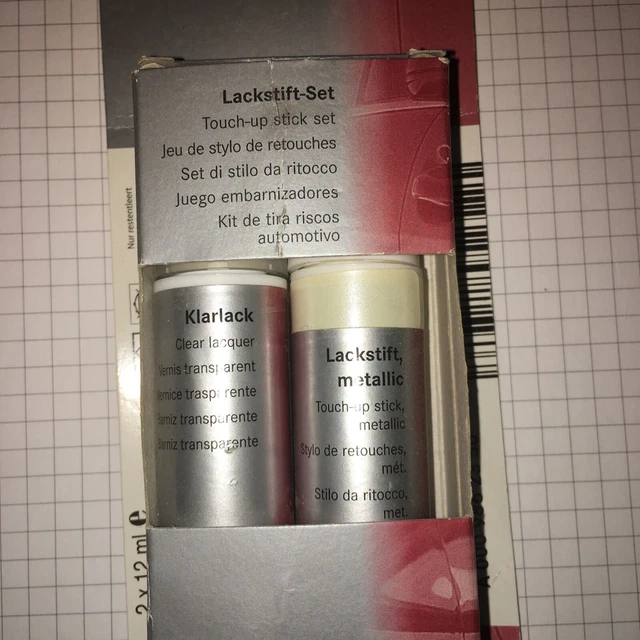 Lackstift-Set
Touch-up stick set
Jeu de stylo de retouches
Set di stilo da ritocco
Juego embarnizadores
Kit de tira riscos
automotivo
Nur restentleert
Klarlack
Clear lacquer
Vernis transparent
Vernice trasparente
Barniz transparente
Barniz transparente
Lackstift,
metallic
Touch-up stick,
metallic
Stylo de retouches,
mét.
Stilo da ritocco,
met.
2 x 12 ml e